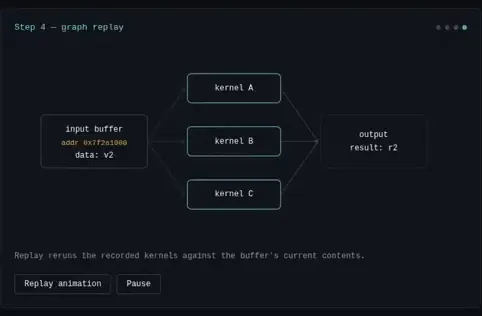 Step 4 — graph replay
kernel A
input buffer
addr 0x7f2a1000
data: v2
kernel B
output
result: r2
kernel C
Replay reruns the recorded kernels against the buffer's current contents.
Replay animation
Pause